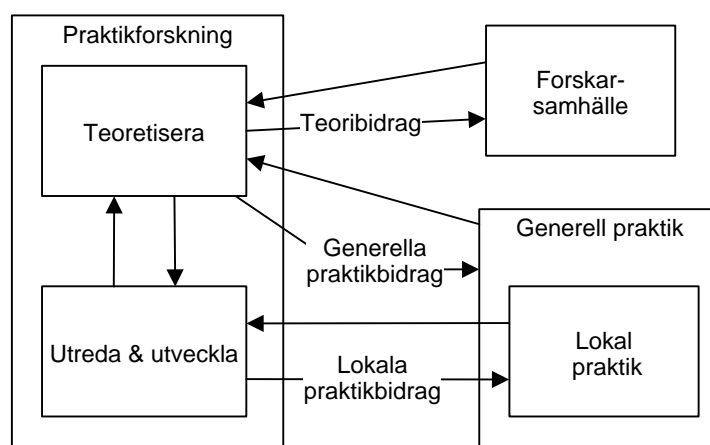 Praktikforskning
Teoretisera
Forskar-
samhälle
Teoribidrag
Generell praktik
Generella
praktikbidrag
Utreda & utveckla
Lokal
praktik
Lokala
praktikbidrag